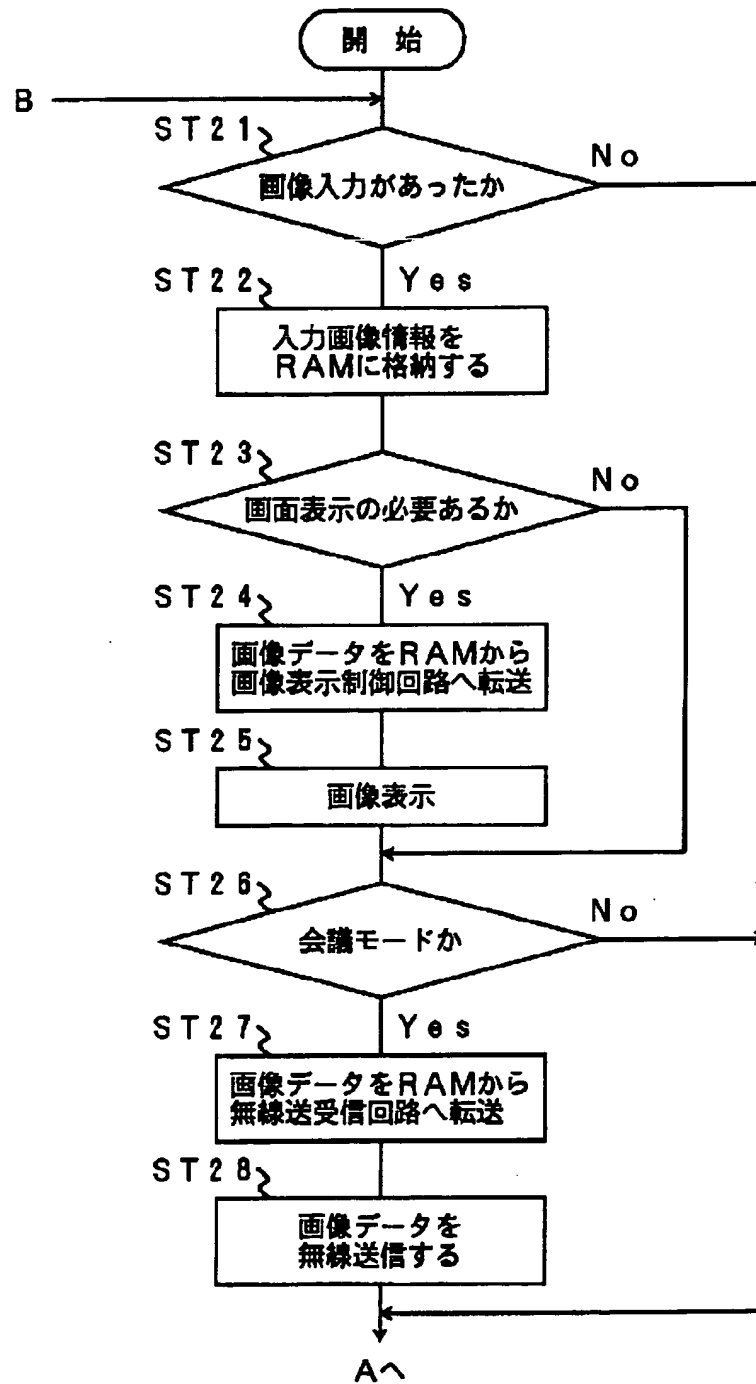 開 始
B
ST21
画像入力があったか
No
Yes
ST22
入力画像情報を
RAMに格納する
ST23
画面表示の必要あるか
No
Yes
ST24
画像データをRAMから
画像表示制御回路へ転送
ST25
画像表示
ST26
会議モードか
No
Yes
ST27
画像データをRAMから
無線送受信回路へ転送
ST28
画像データを
無線送信する
Aへ